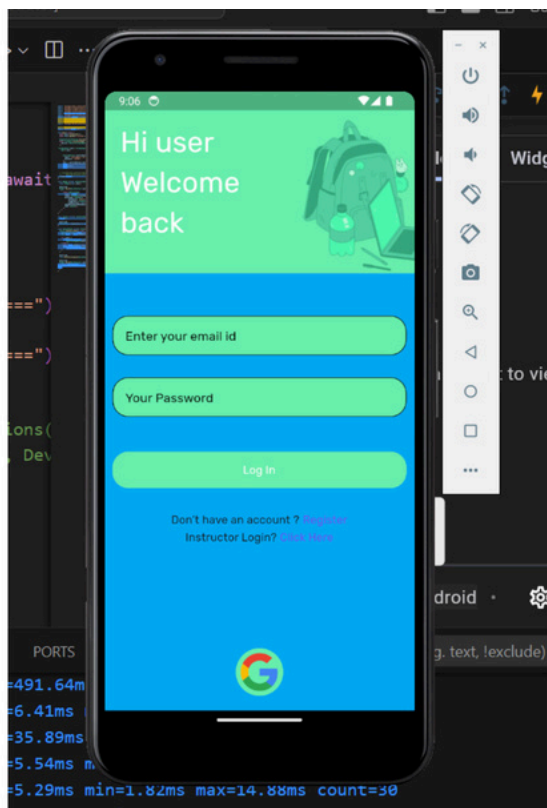 await
Widg
9:06
Hi user
Welcome
back
===")
===")
Enter your email id
t to vie
Your Password
ions(
, Dev
Log In
Don't have an account ? Register
Instructor Login? Click Here
droid
PORTS
g. text, !exclude)
=491.64m
=6.41ms
=35.89ms
=5.54ms m
=5.29ms min=1.82ms max=14.88ms count=30